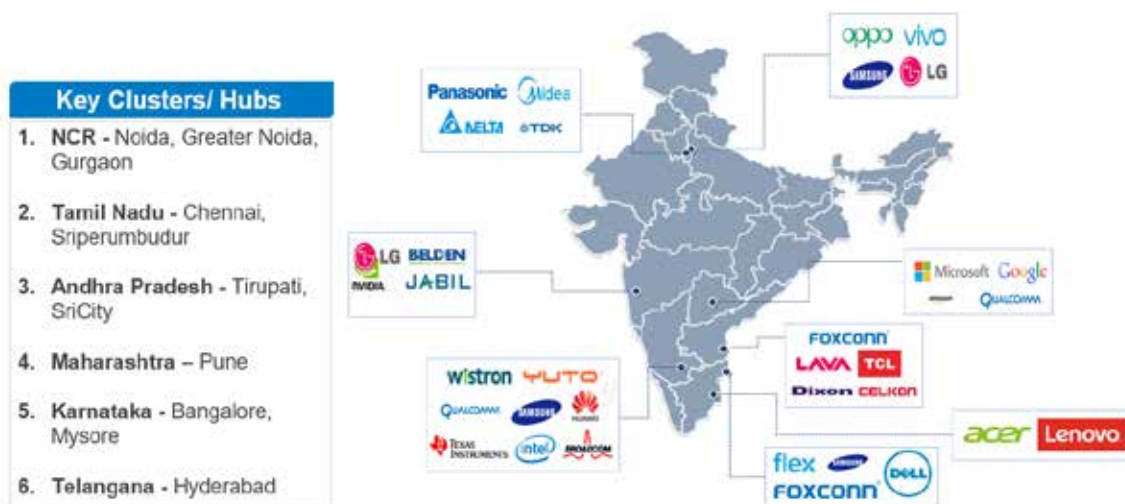 Key Clusters/ Hubs
1. NCR - Noida, Greater Noida,
Gurgaon
2. Tamil Nadu - Chennai,
Sriperumbudur
3. Andhra Pradesh - Tirupati,
SriCity
4. Maharashtra – Pune
5. Karnataka - Bangalore,
Mysore
6. Telangana - Hyderabad
Panasonic Midea
DELTA TDK
oppo vivo
SAMSUNG LG
LG BELDEN
NVIDIA JABIL
Microsoft Google
QUALCOMM
FOXCONN
LAVA TCL
Dixon CELKON
wistron YUTO
QUALCOMM SAMSUNG HUAWEI
TEXAS INSTRUMENTS intel BROADCOM
acer Lenovo
flex SAMSUNG DELL
FOXCONN